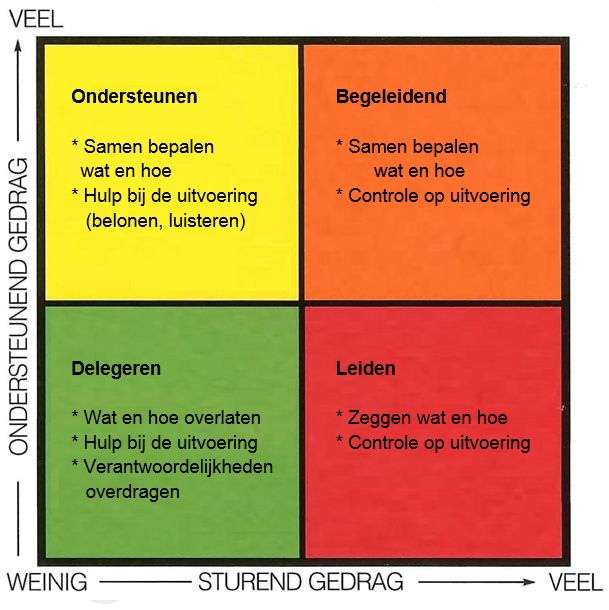 VEEL
ONDERSTEUNEND GEDRAG
Ondersteunen
* Samen bepalen
wat en hoe
* Hulp bij de uitvoering
(belonen, luisteren)
Begeleidend
* Samen bepalen
wat en hoe
* Controle op uitvoering
Delegeren
* Wat en hoe overlaten
* Hulp bij de uitvoering
* Verantwoordelijkheden
overdragen
Leiden
* Zeggen wat en hoe
* Controle op uitvoering
WEINIG
STUREND GEDRAG
VEEL